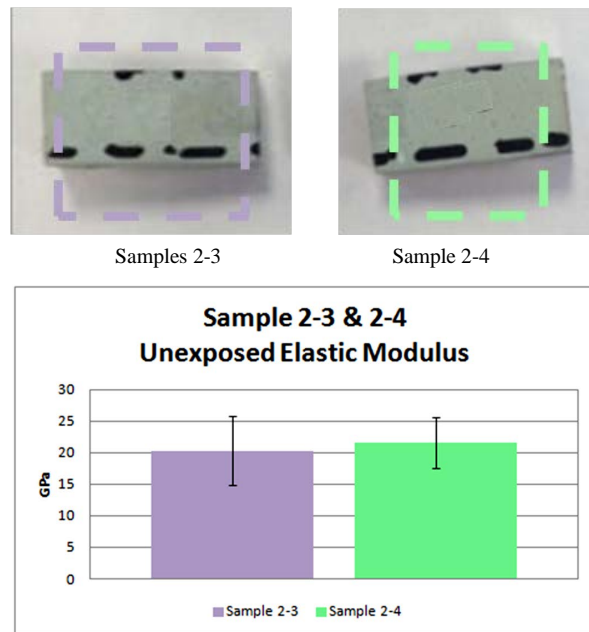 Samples 2-3
Sample 2-4
Sample 2-3 & 2-4
Unexposed Elastic Modulus
30
25
20
15
10
5
0
GPa
Sample 2-3
Sample 2-4